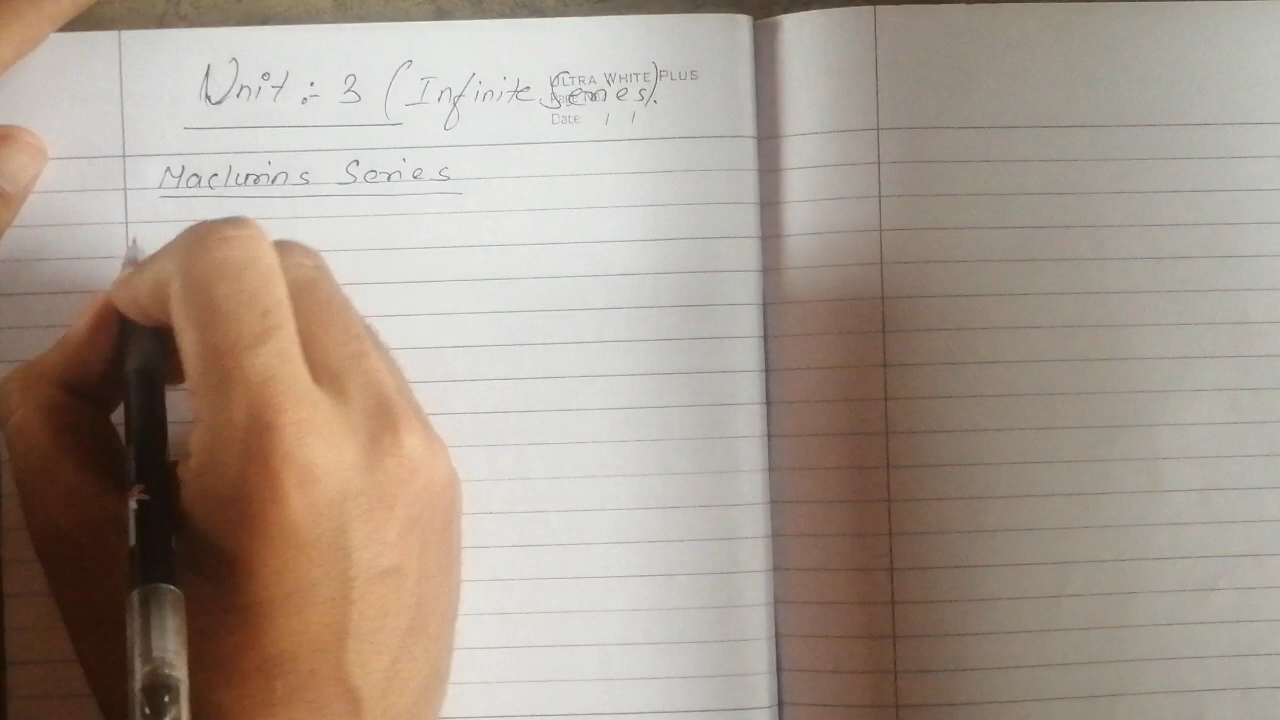 Unit :- 3 (Infinite Series).
ULTRA WHITE PLUS
Date / /
Maclurins Series